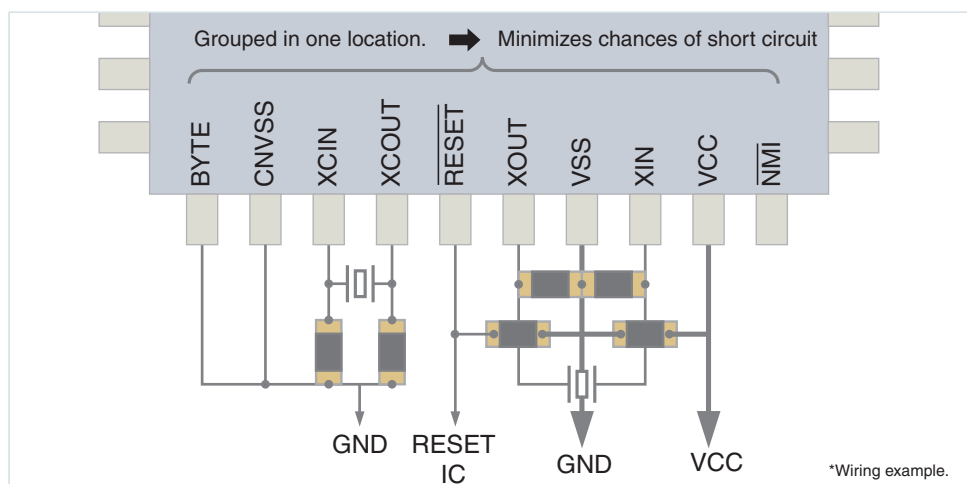 Grouped in one location. ➡ Minimizes chances of short circuit
BYTE
CNVSS
XCIN
XCOUT
RESET
XOUT
VSS
XIN
VCC
NMI
GND
RESET
IC
GND
VCC
*Wiring example.